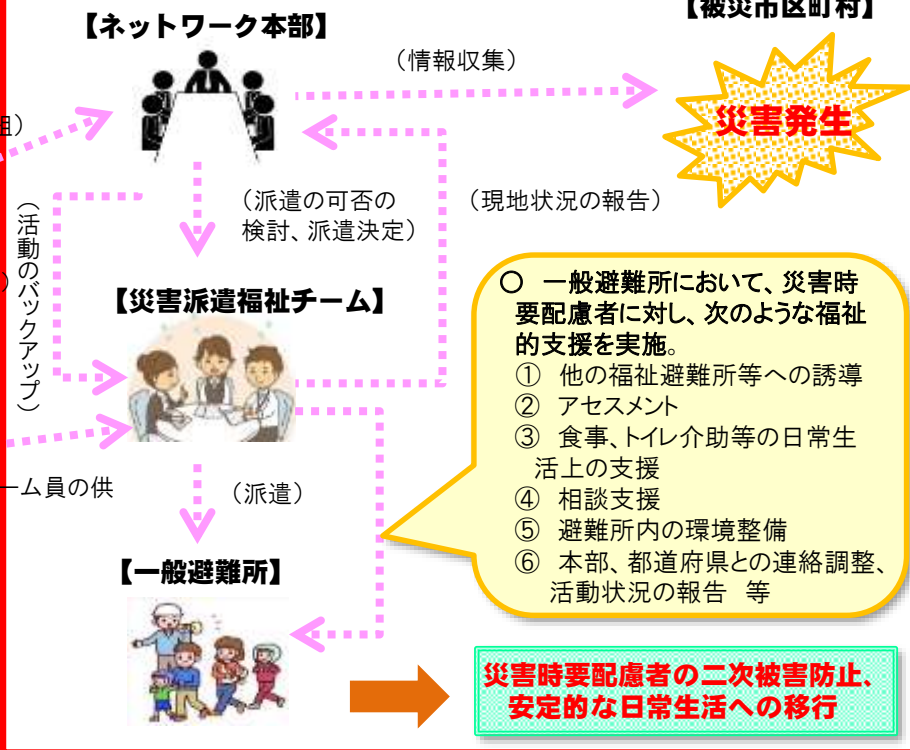 【ネットワーク本部】
【被災市区町村】
（情報収集）
災害発生
（派遣の可否の
検討、派遣決定）
（現地状況の報告）
（活動のバックアップ）
【災害派遣福祉チーム】
○　一般避難所において、災害時
要配慮者に対し、次のような福祉
的支援を実施。
①　他の福祉避難所等への誘導
②　アセスメント
③　食事、トイレ介助等の日常生
活上の支援
④　相談支援
⑤　避難所内の環境整備
⑥　本部、都道府県との連絡調整、
活動状況の報告　等
ーム員の供
（派遣）
【一般避難所】
災害時要配慮者の二次被害防止、
安定的な日常生活への移行